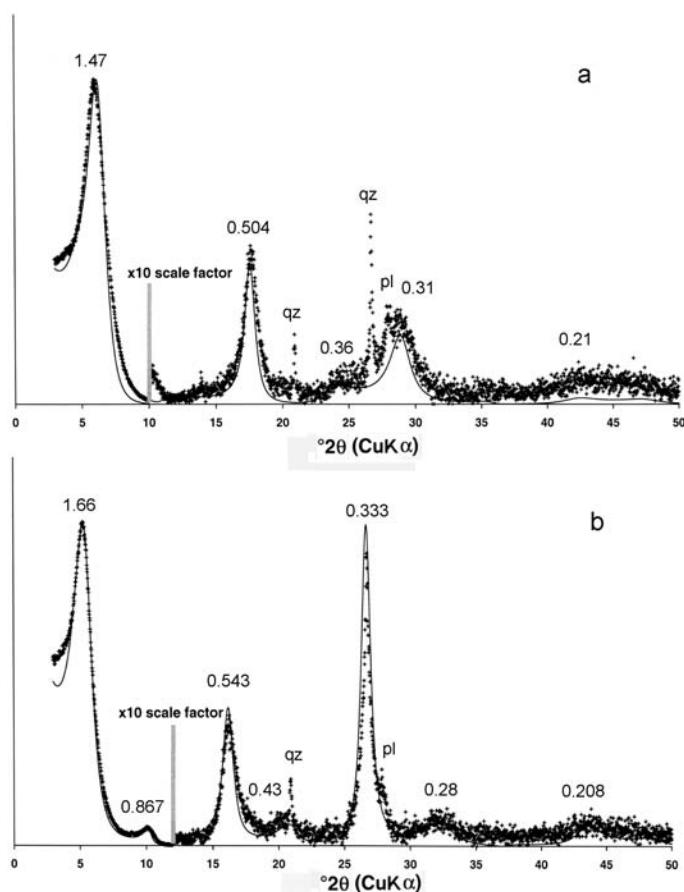 1.47
a
qz
0.504
x10 scale factor
pl
0.31
qz
0.36
0.21
0 5 10 15 20 25 30 35 40 45 50
°2θ (CuKα)
1.66
0.333
b
0.543
x10 scale factor
qz
pl
0.867
0.43
0.28
0.208
0 5 10 15 20 25 30 35 40 45 50
°2θ (CuKα)